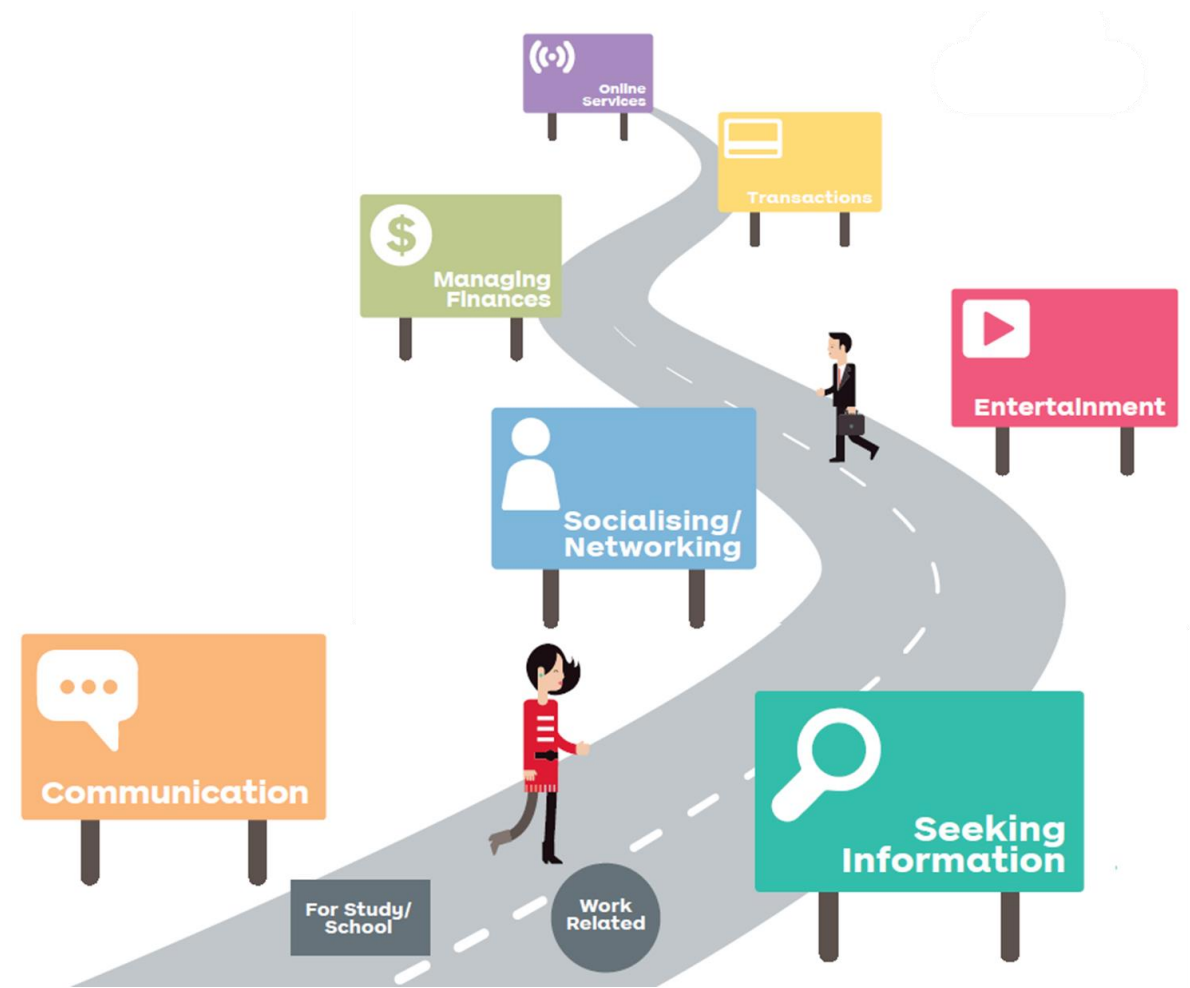 Online
Services
Transactions
Managing
Finances
Entertainment
Socialising/
Networking
Communication
Seeking
Information
For Study/
School
Work
Related